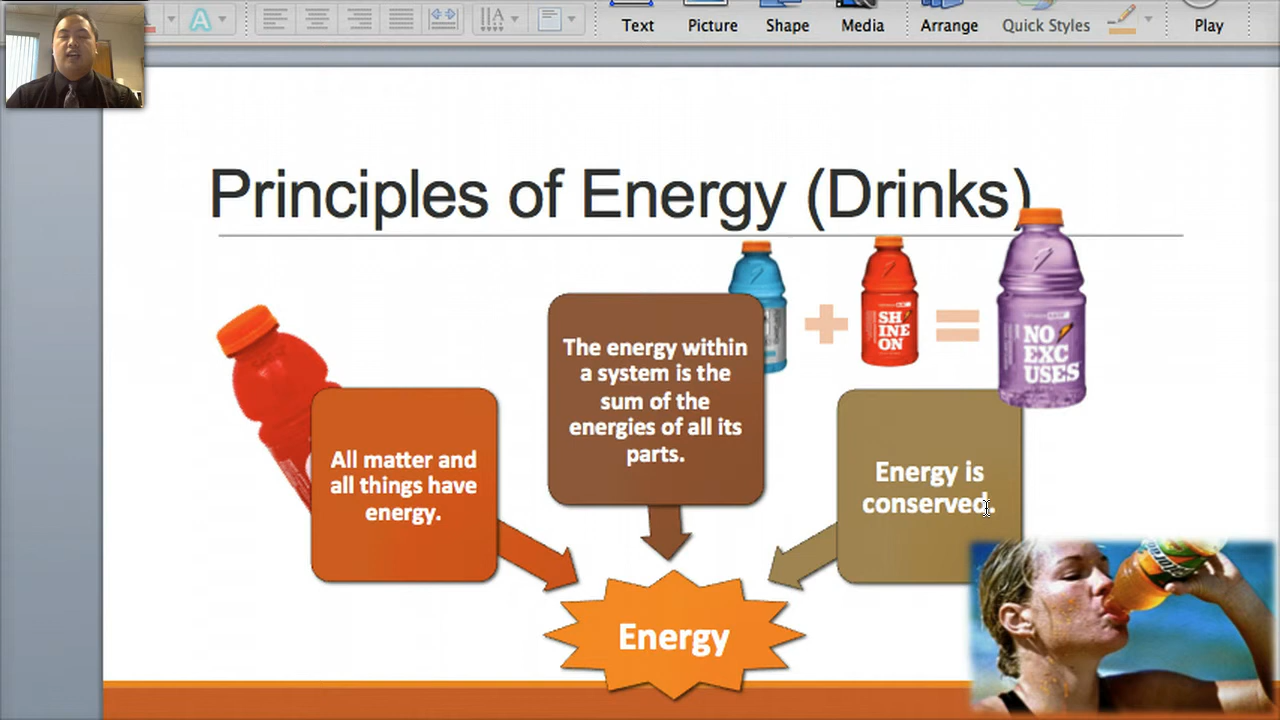 Text Picture Shape Media Arrange Quick Styles Play
Principles of Energy (Drinks)
All matter and
all things have
energy.
The energy within
a system is the
sum of the
energies of all its
parts.
SH
INE
ON
NO
EXC
USES
Energy is
conserved.
Energy